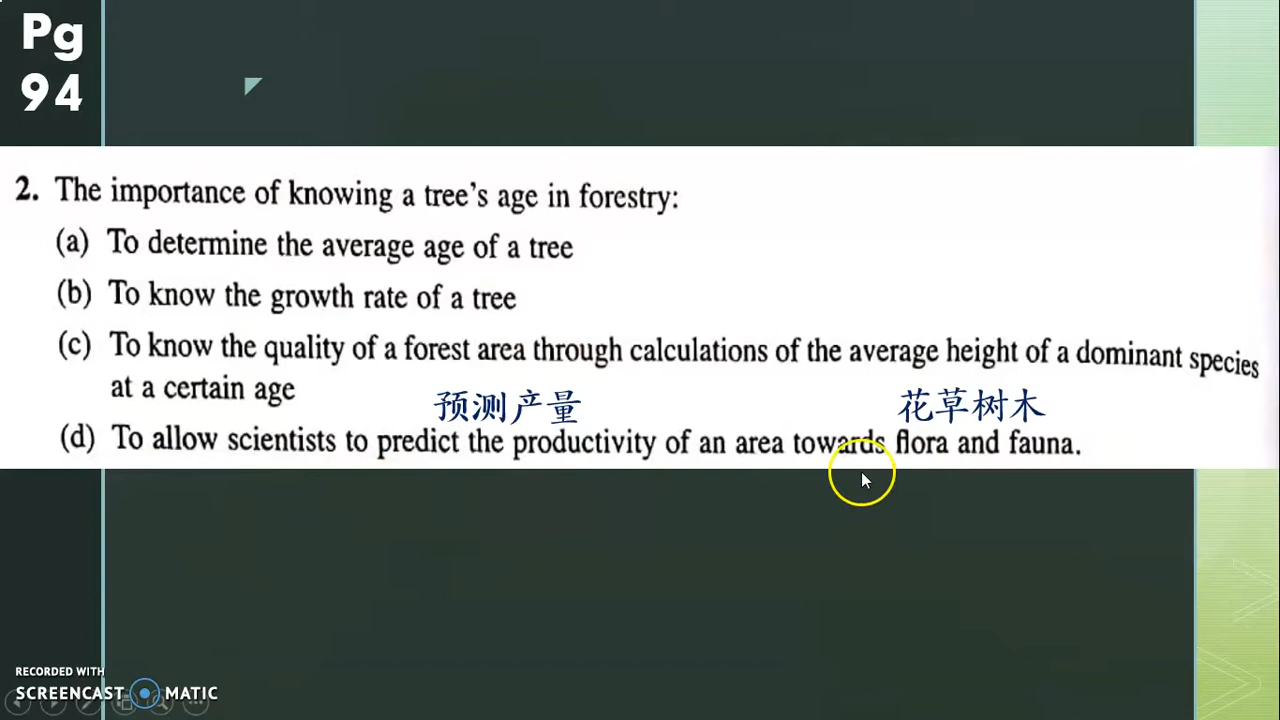 Pg
94
2. The importance of knowing a tree's age in forestry:
(a) To determine the average age of a tree
(b) To know the growth rate of a tree
(c) To know the quality of a forest area through calculations of the average height of a dominant species
at a certain age
预测产量 花草树木
(d) To allow scientists to predict the productivity of an area towards flora and fauna.
RECORDED WITH
SCREENCAST MATIC